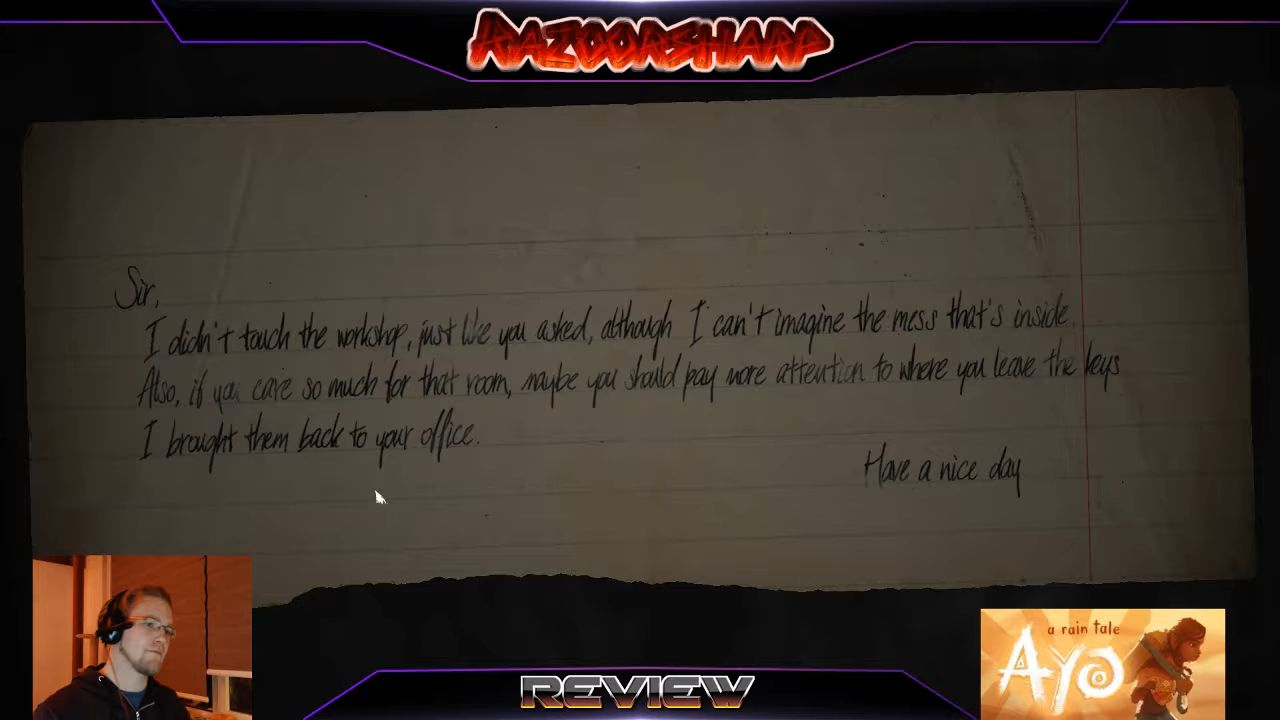 RAZOORSHARP
Sir,
I didn't touch the workshop, just like you asked, although I can't imagine the mess that's inside.
Also, if you care so much for that room, maybe you should pay more attention to where you leave the keys
I brought them back to your office.
Have a nice day
a rain tale
AYO
REVIEW